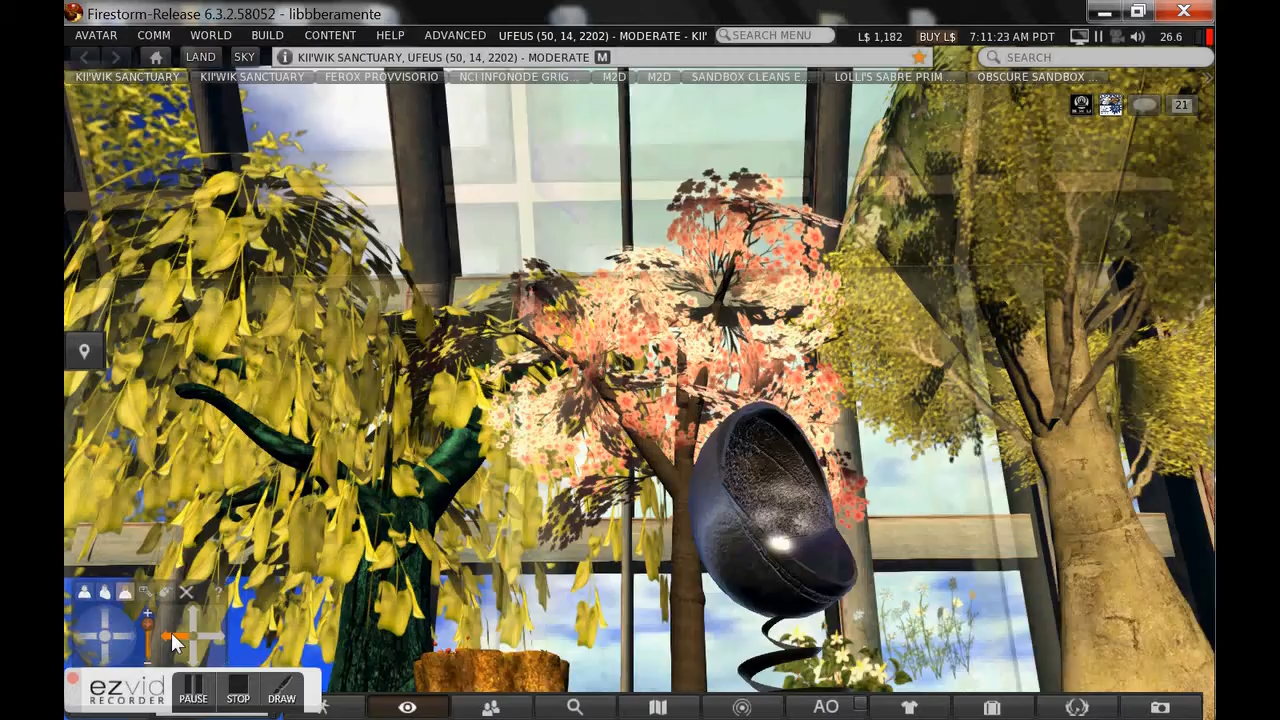 Firestorm-Release 6.3.2.58052 - libbberamente
AVATAR COMM WORLD BUILD CONTENT HELP ADVANCED UFEUS (50, 14, 2202) - MODERATE - KII' SEARCH MENU L$ 1,182 BUY L$ 7:11:23 AM PDT 26.6
LAND SKY KII'WIK SANCTUARY, UFEUS (50, 14, 2202) - MODERATE M SEARCH
KII'WIK SANCTUARY KII'WIK SANCTUARY FEROX PROVVISORIO NCI INFONODE GRIG... M2D M2D SANDBOX CLEANS E... LOLLI'S SABRE PRIM ... OBSCURE SANDBOX ...
21
?
ezvid
RECORDER
PAUSE STOP DRAW
AO